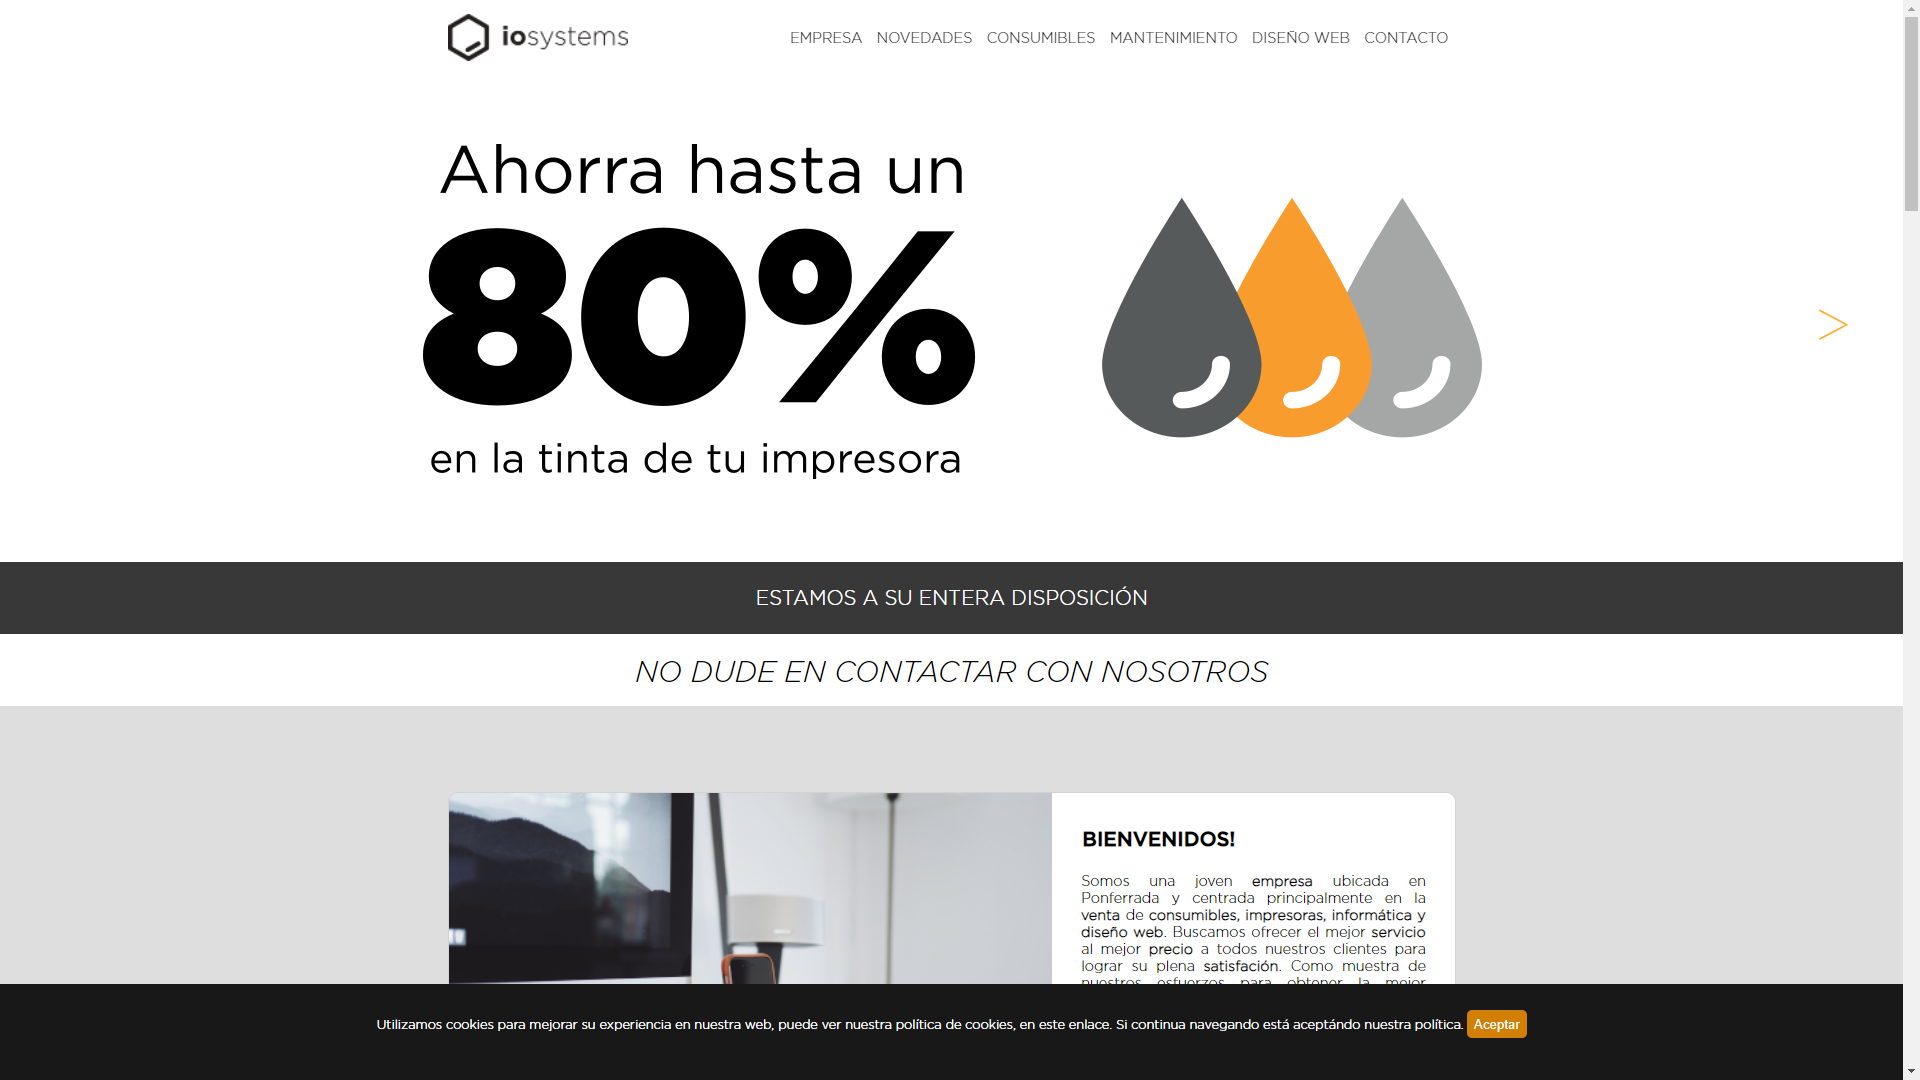 iosystems
EMPRESA NOVEDADES CONSUMIBLES MANTENIMIENTO DISEÑO WEB CONTACTO
Ahorra hasta un
80%
en la tinta de tu impresora
>
ESTAMOS A SU ENTERA DISPOSICIÓN
NO DUDE EN CONTACTAR CON NOSOTROS
BIENVENIDOS!
Somos una joven empresa ubicada en
Ponferrada y centrada principalmente en la
venta de consumibles, impresoras, informática y
diseño web. Buscamos ofrecer el mejor servicio
al mejor precio a todos nuestros clientes para
lograr su plena satisfacción. Como muestra de
nuestros esfuerzos para obtener la mejor
Utilizamos cookies para mejorar su experiencia en nuestra web, puede ver nuestra política de cookies, en este enlace. Si continua navegando está aceptándo nuestra política. Aceptar